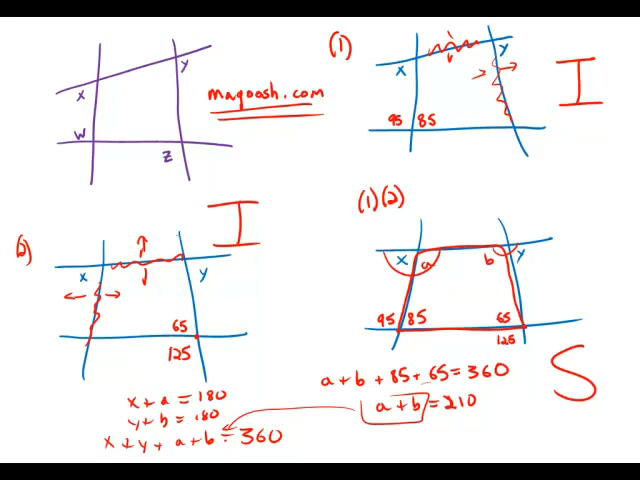 x
y
w
z
magoosh.com
(1)
x
y
95
85
I
I
(1)(2)
2)
x
y
65
125
x
a
b
y
95
85
65
125
S
a+b+85+65=360
a+b=210
x+a=180
y+b=180
x+y+a+b=360